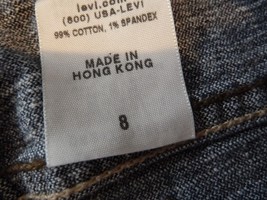 levi.com
(800) USA-LEVI
99% COTTON, 1% SPANDEX
MADE IN
HONG KONG
8